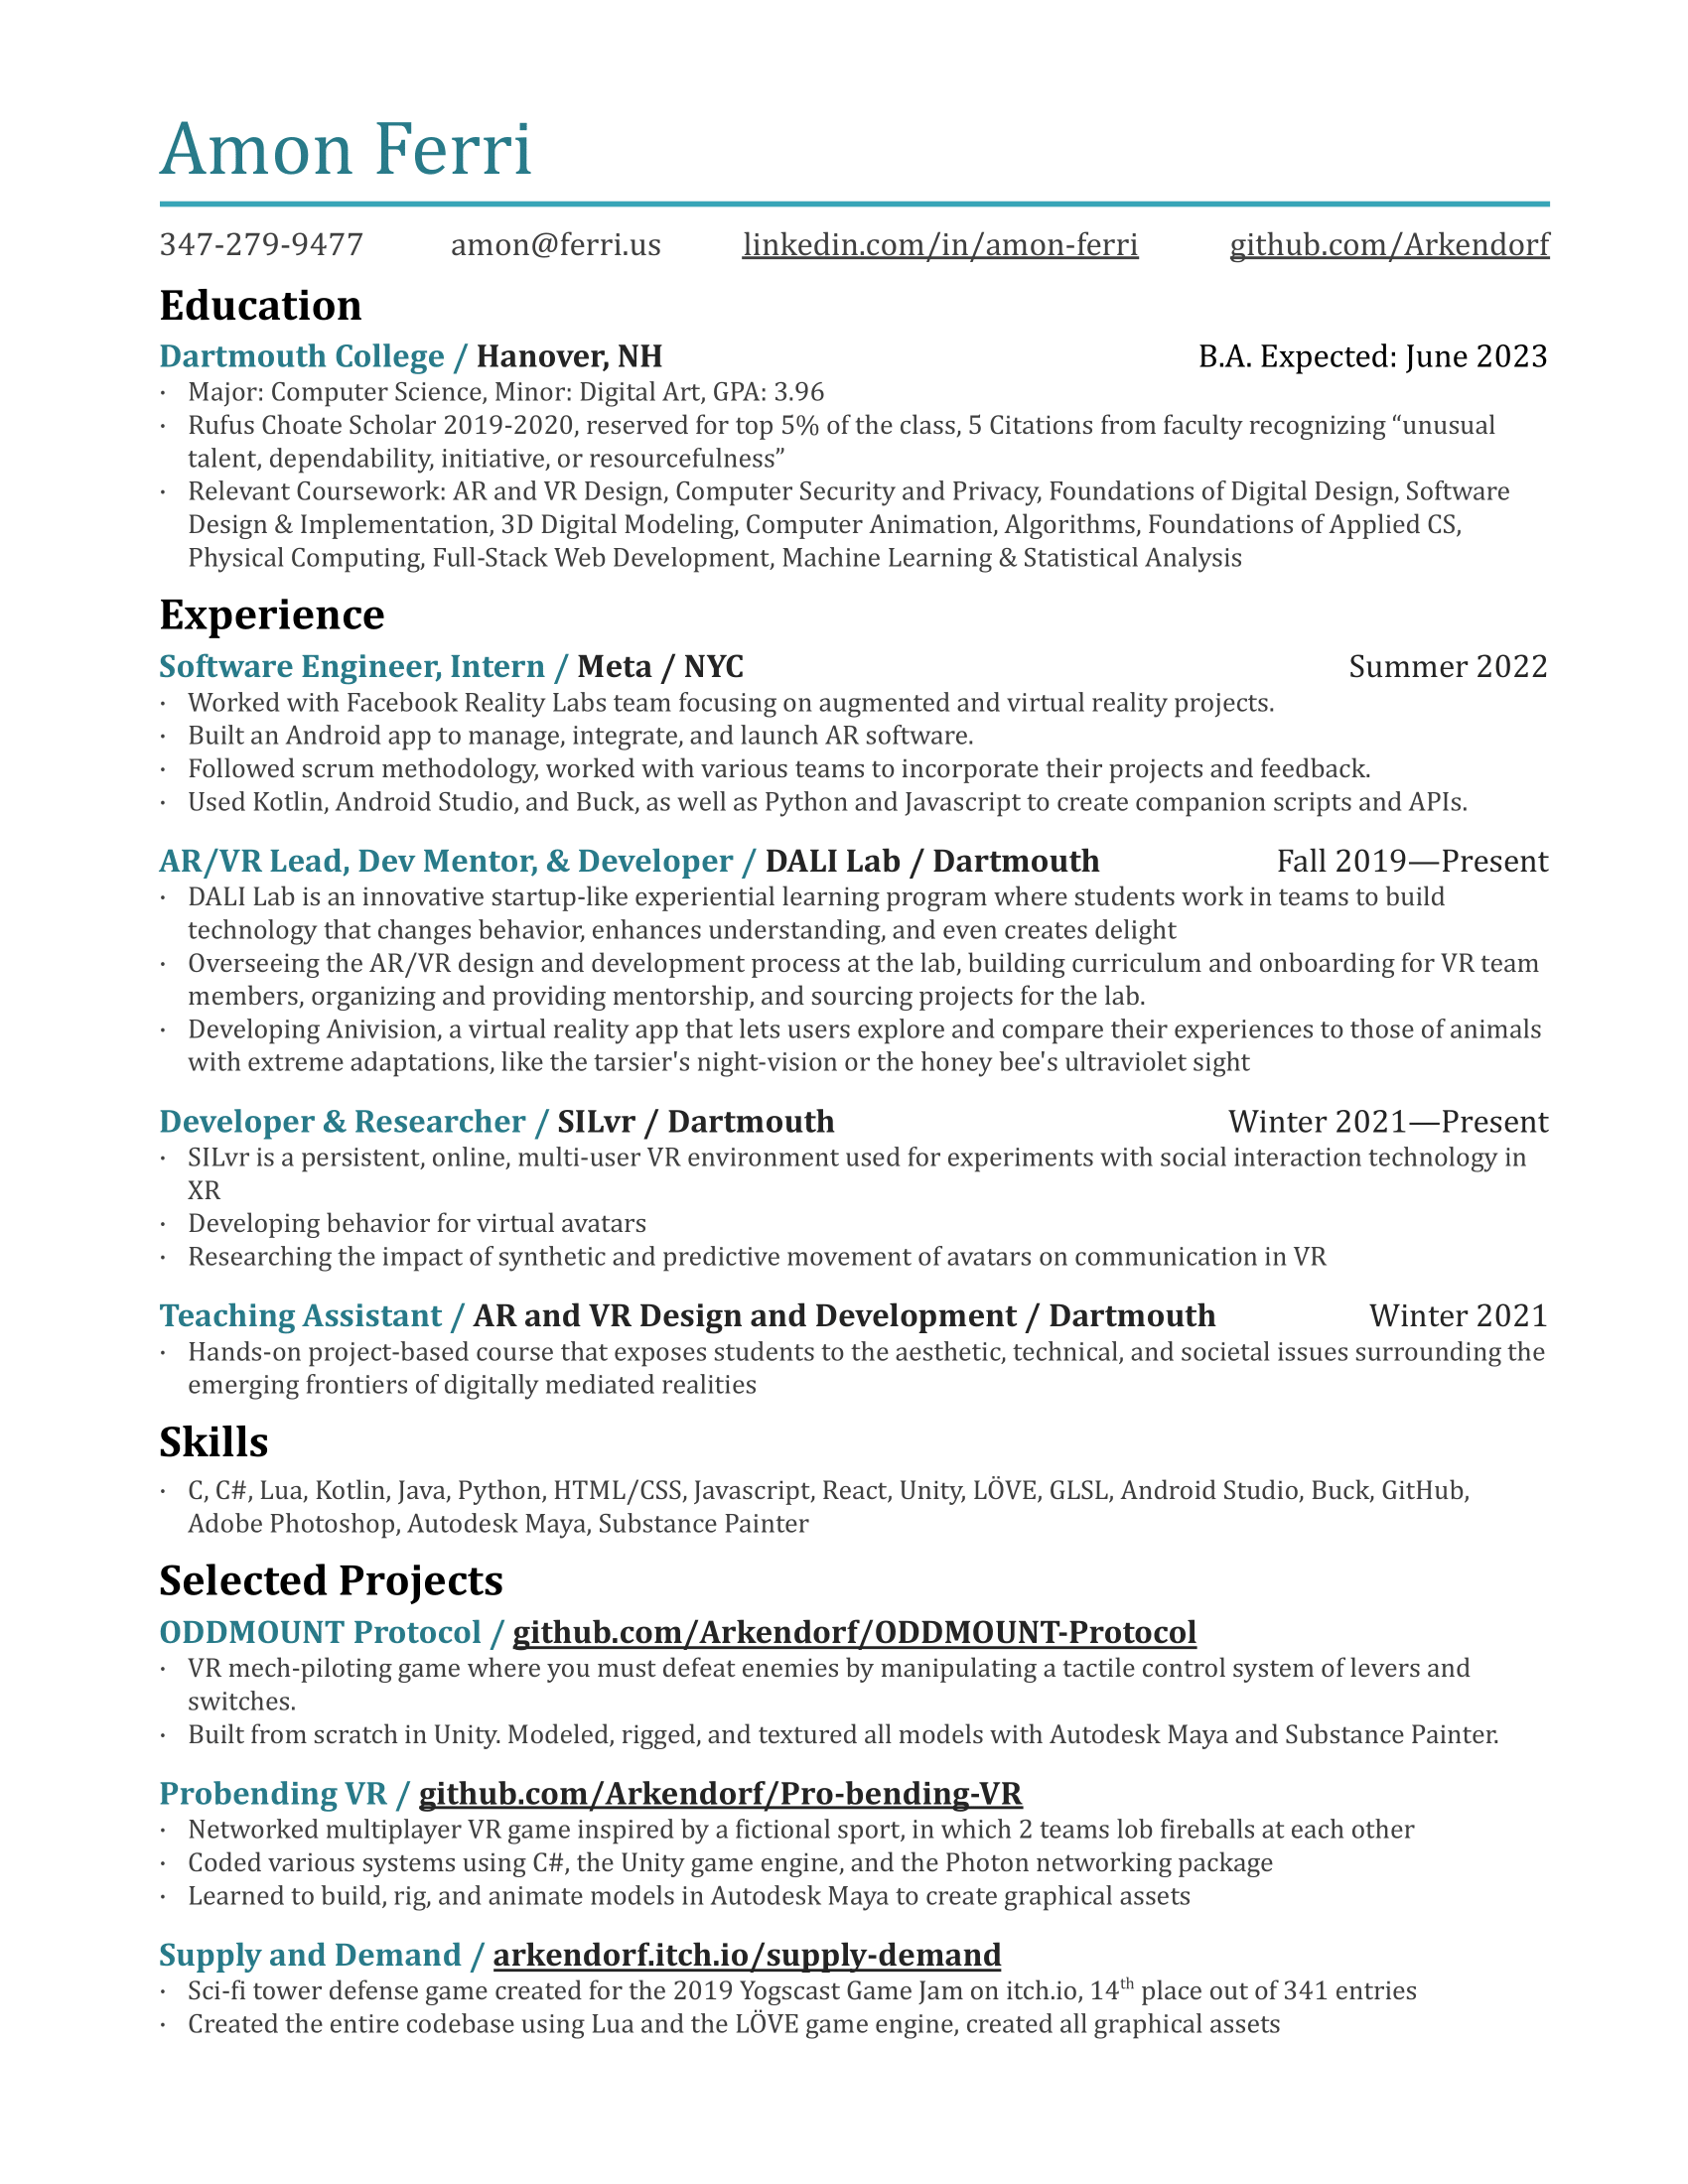 Amon Ferri
347-279-9477 amon@ferri.us linkedin.com/in/amon-ferri github.com/Arkendorf
Education
Dartmouth College / Hanover, NH B.A. Expected: June 2023
· Major: Computer Science, Minor: Digital Art, GPA: 3.96
· Rufus Choate Scholar 2019-2020, reserved for top 5% of the class, 5 Citations from faculty recognizing “unusual
talent, dependability, initiative, or resourcefulness”
· Relevant Coursework: AR and VR Design, Computer Security and Privacy, Foundations of Digital Design, Software
Design & Implementation, 3D Digital Modeling, Computer Animation, Algorithms, Foundations of Applied CS,
Physical Computing, Full-Stack Web Development, Machine Learning & Statistical Analysis
Experience
Software Engineer, Intern / Meta / NYC Summer 2022
· Worked with Facebook Reality Labs team focusing on augmented and virtual reality projects.
· Built an Android app to manage, integrate, and launch AR software.
· Followed scrum methodology, worked with various teams to incorporate their projects and feedback.
· Used Kotlin, Android Studio, and Buck, as well as Python and Javascript to create companion scripts and APIs.
AR/VR Lead, Dev Mentor, & Developer / DALI Lab / Dartmouth Fall 2019—Present
· DALI Lab is an innovative startup-like experiential learning program where students work in teams to build
technology that changes behavior, enhances understanding, and even creates delight
· Overseeing the AR/VR design and development process at the lab, building curriculum and onboarding for VR team
members, organizing and providing mentorship, and sourcing projects for the lab.
· Developing Anivision, a virtual reality app that lets users explore and compare their experiences to those of animals
with extreme adaptations, like the tarsier's night-vision or the honey bee's ultraviolet sight
Developer & Researcher / SILvr / Dartmouth Winter 2021—Present
· SILvr is a persistent, online, multi-user VR environment used for experiments with social interaction technology in
XR
· Developing behavior for virtual avatars
· Researching the impact of synthetic and predictive movement of avatars on communication in VR
Teaching Assistant / AR and VR Design and Development / Dartmouth Winter 2021
· Hands-on project-based course that exposes students to the aesthetic, technical, and societal issues surrounding the
emerging frontiers of digitally mediated realities
Skills
· C, C#, Lua, Kotlin, Java, Python, HTML/CSS, Javascript, React, Unity, LÖVE, GLSL, Android Studio, Buck, GitHub,
Adobe Photoshop, Autodesk Maya, Substance Painter
Selected Projects
ODDMOUNT Protocol / github.com/Arkendorf/ODDMOUNT-Protocol
· VR mech-piloting game where you must defeat enemies by manipulating a tactile control system of levers and
switches.
· Built from scratch in Unity. Modeled, rigged, and textured all models with Autodesk Maya and Substance Painter.
Probending VR / github.com/Arkendorf/Pro-bending-VR
· Networked multiplayer VR game inspired by a fictional sport, in which 2 teams lob fireballs at each other
· Coded various systems using C#, the Unity game engine, and the Photon networking package
· Learned to build, rig, and animate models in Autodesk Maya to create graphical assets
Supply and Demand / arkendorf.itch.io/supply-demand
· Sci-fi tower defense game created for the 2019 Yogscast Game Jam on itch.io, 14th place out of 341 entries
· Created the entire codebase using Lua and the LÖVE game engine, created all graphical assets